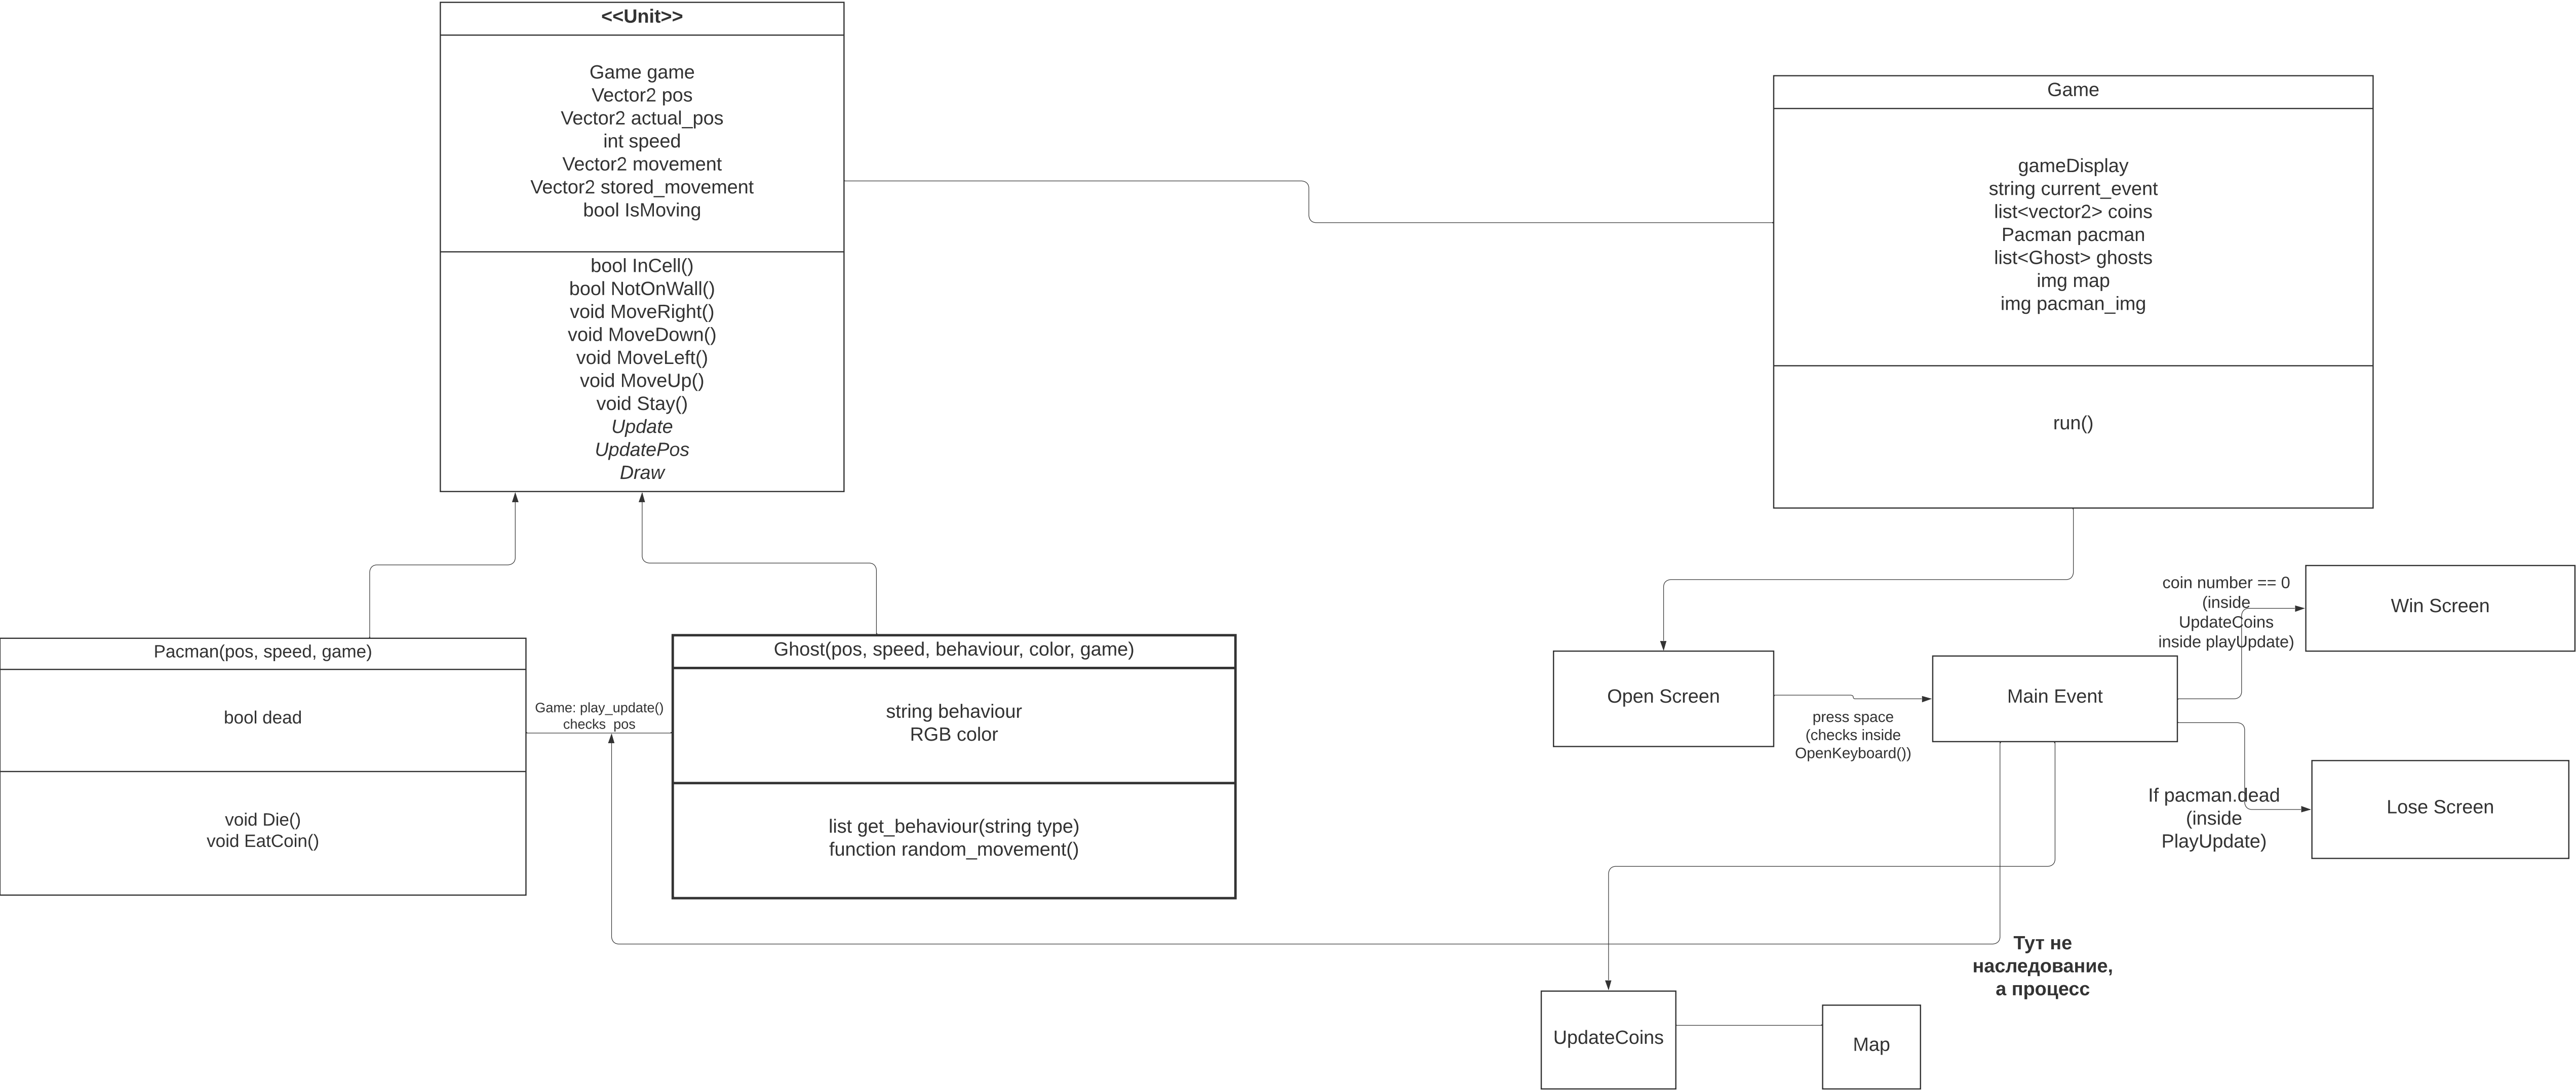 <<Unit>>
Game game
Vector2 pos
Vector2 actual_pos
int speed
Vector2 movement
Vector2 stored_movement
bool IsMoving
bool InCell()
bool NotOnWall()
void MoveRight()
void MoveDown()
void MoveLeft()
void MoveUp()
void Stay()
Update
UpdatePos
Draw
Game
gameDisplay
string current_event
list<vector2> coins
Pacman pacman
list<Ghost> ghosts
img map
img pacman_img
run()
Pacman(pos, speed, game)
bool dead
void Die()
void EatCoin()
Game: play_update()
checks_pos
Ghost(pos, speed, behaviour, color, game)
string behaviour
RGB color
list get_behaviour(string type)
function random_movement()
Open Screen
press space
(checks inside
OpenKeyboard())
Main Event
coin number == 0
(inside
UpdateCoins
inside playUpdate)
Win Screen
If pacman.dead
(inside
PlayUpdate)
Lose Screen
Тут не
наследование,
а процесс
UpdateCoins
Map